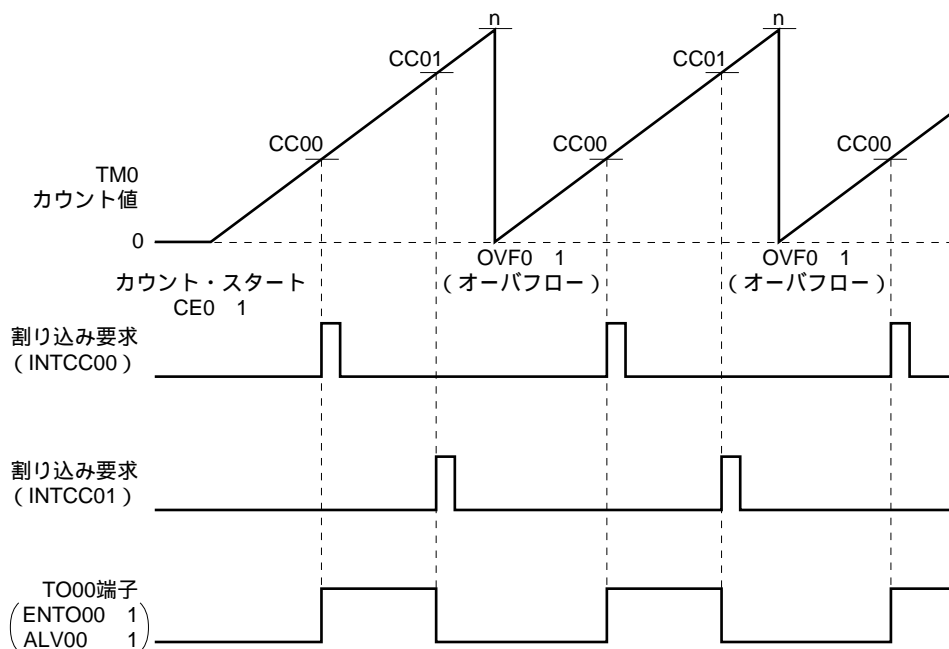 n
n
CC01
CC01
CC00
CC00
CC00
TM0
カウント値
0
OVF0 1
(オーバフロー)
OVF0 1
(オーバフロー)
カウント・スタート
CE0 1
割り込み要求
(INTCC00)
割り込み要求
(INTCC01)
TO00端子
(ENTO00 1
ALV00 1)